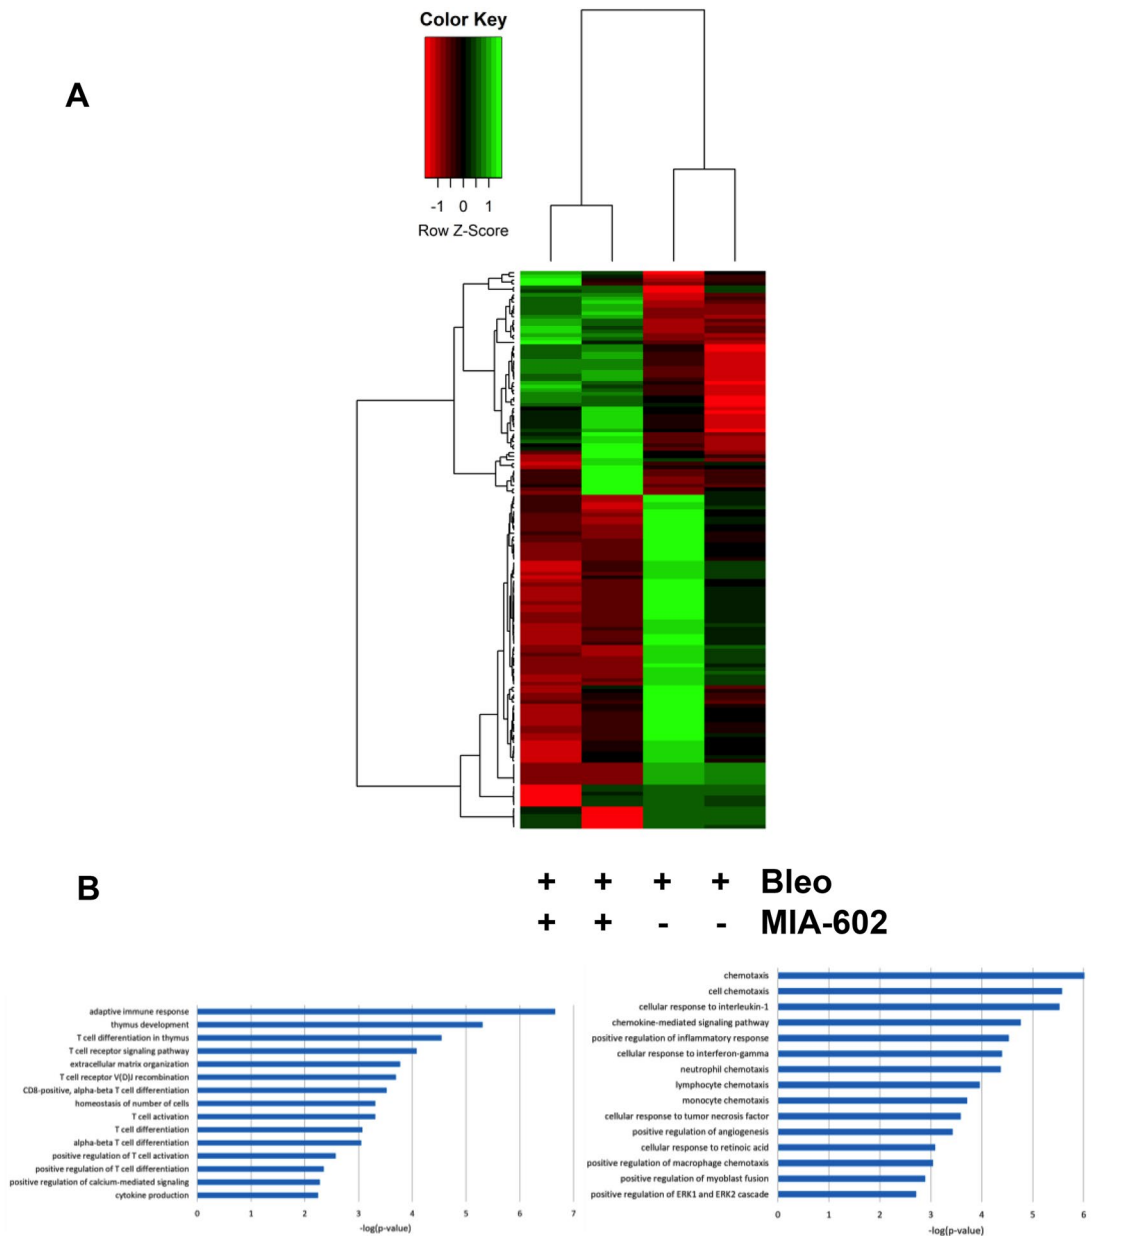 Color Key
A
-1 0 1
Row Z-Score
B
+ + + + Bleo
+ + - - MIA-602
adaptive immune response
thymus development
T cell differentiation in thymus
T cell receptor signaling pathway
extracellular matrix organization
T cell receptor V(D)J recombination
CD8-positive, alpha-beta T cell differentiation
homeostasis of number of cells
T cell activation
T cell differentiation
alpha-beta T cell differentiation
positive regulation of T cell activation
positive regulation of T cell differentiation
positive regulation of calcium-mediated signaling
cytokine production
0 1 2 3 4 5 6 7
-log(p-value)
chemotaxis
cell chemotaxis
cellular response to interleukin-1
chemokine-mediated signaling pathway
positive regulation of inflammatory response
cellular response to interferon-gamma
neutrophil chemotaxis
lymphocyte chemotaxis
monocyte chemotaxis
cellular response to tumor necrosis factor
positive regulation of angiogenesis
cellular response to retinoic acid
positive regulation of macrophage chemotaxis
positive regulation of myoblast fusion
positive regulation of ERK1 and ERK2 cascade
0 1 2 3 4 5 6
-log(p-value)